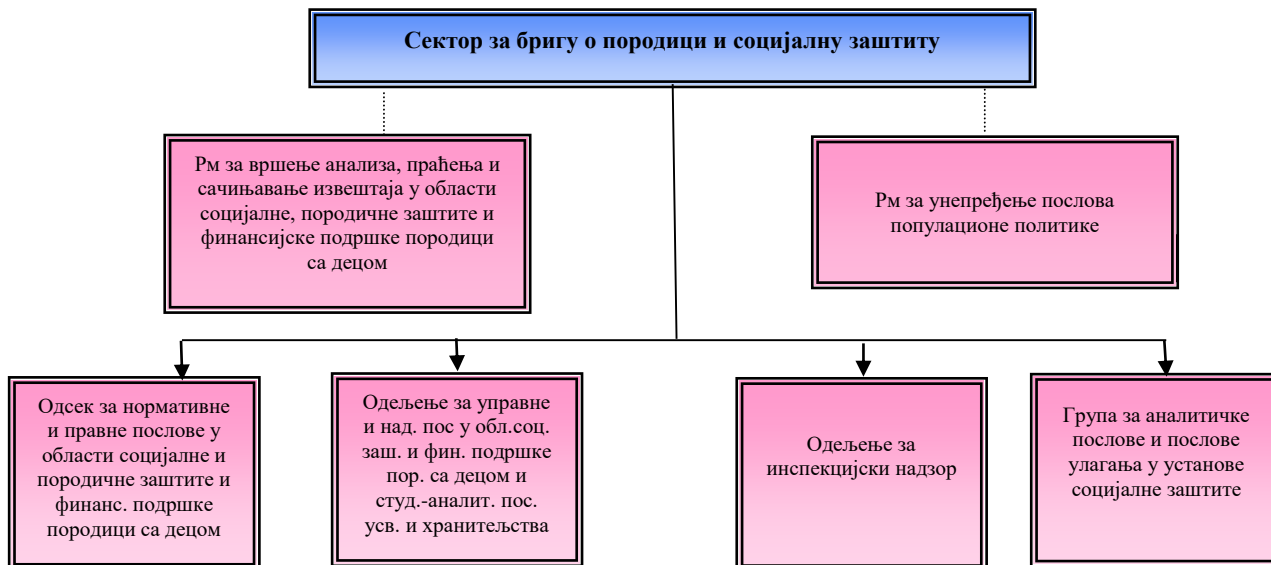 Сектор за бригу о породици и социјалну заштиту
Рм за вршење анализа, праћења и
сачињавање извештаја у области
социјалне, породичне заштите и
финансијске подршке породици
са децом
Рм за унепређење послова
популационе политике
Одсек за нормативне
и правне послове у
области социјалне и
породичне заштите и
финанс. подршке
породици са децом
Одељење за управне
и над. пос у обл.соц.
заш. и фин. подршке
пор. са децом и
студ.-аналит. пос.
усв. и хранитељства
Одељење за
инспекцијски надзор
Група за аналитичке
послове и послове
улагања у установе
социјалне заштите